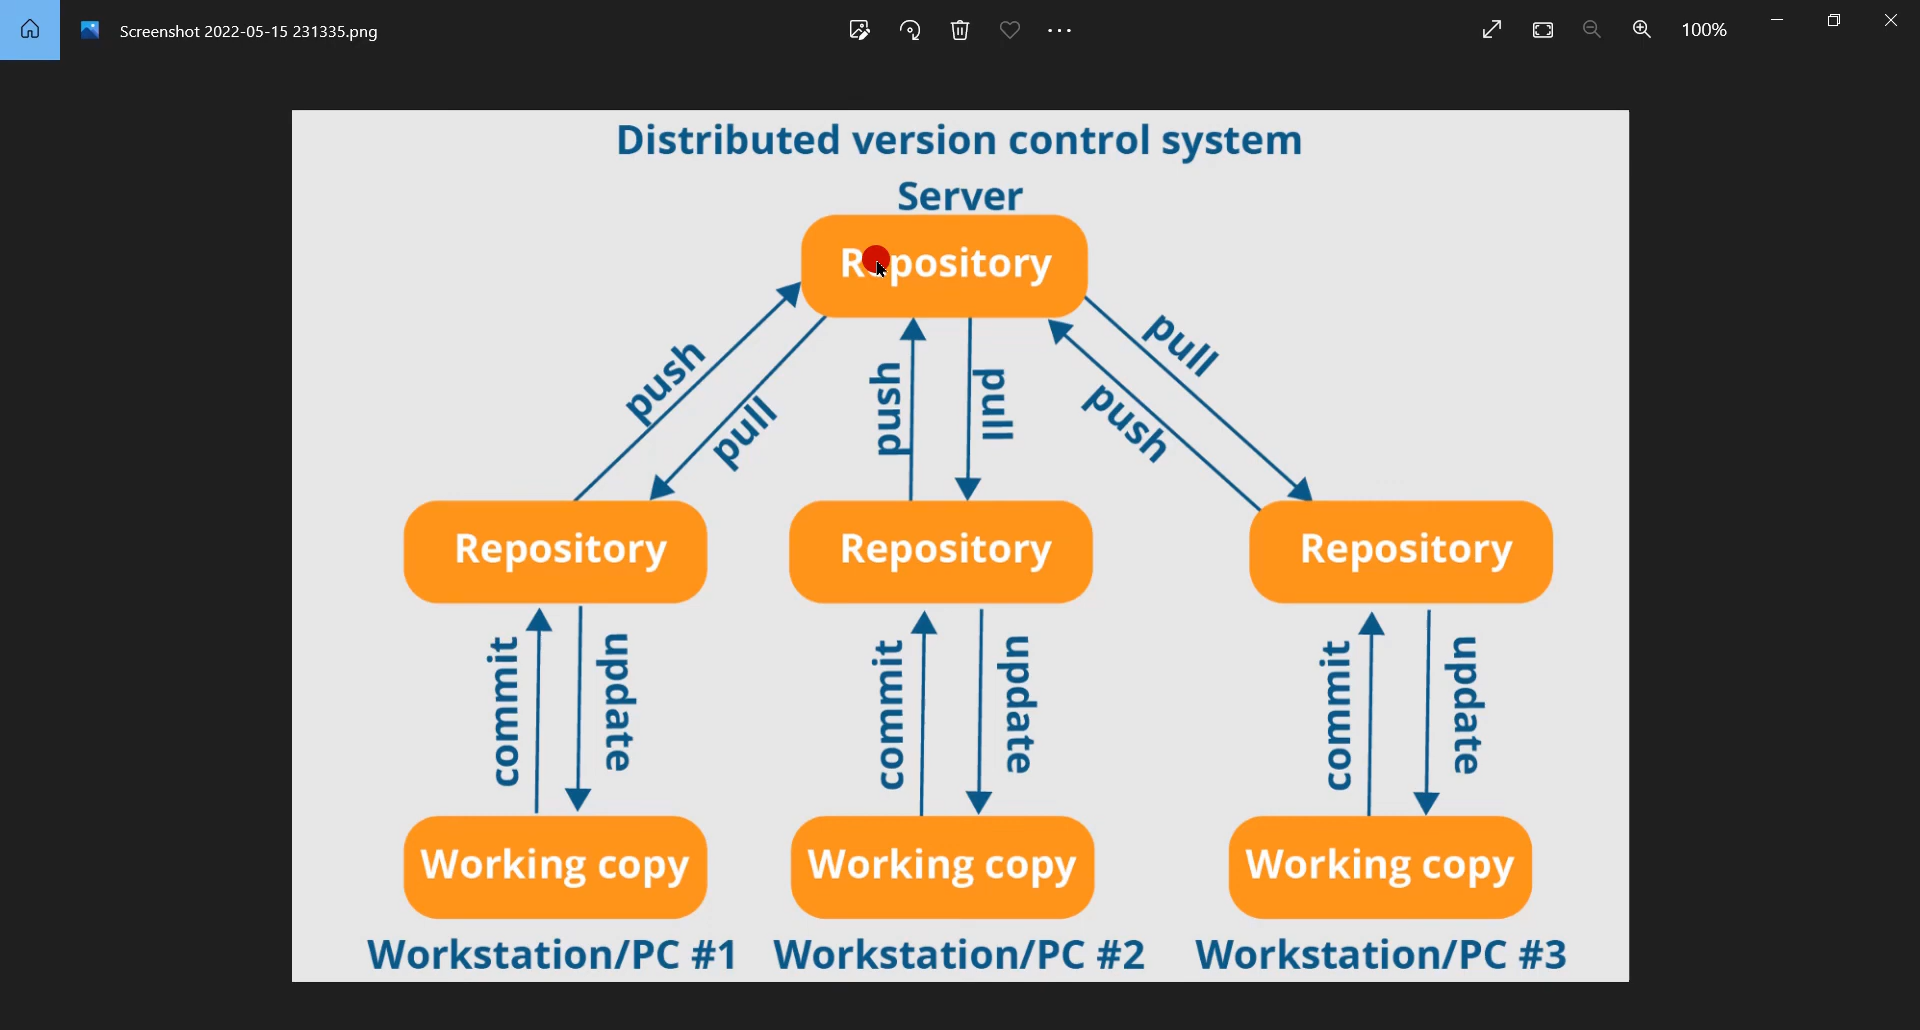 Screenshot 2022-05-15 231335.png
100%
Distributed version control system
Server
Repository
push
pull
push
pull
push
pull
Repository
Repository
Repository
commit
update
commit
update
commit
update
Working copy
Working copy
Working copy
Workstation/PC #1
Workstation/PC #2
Workstation/PC #3